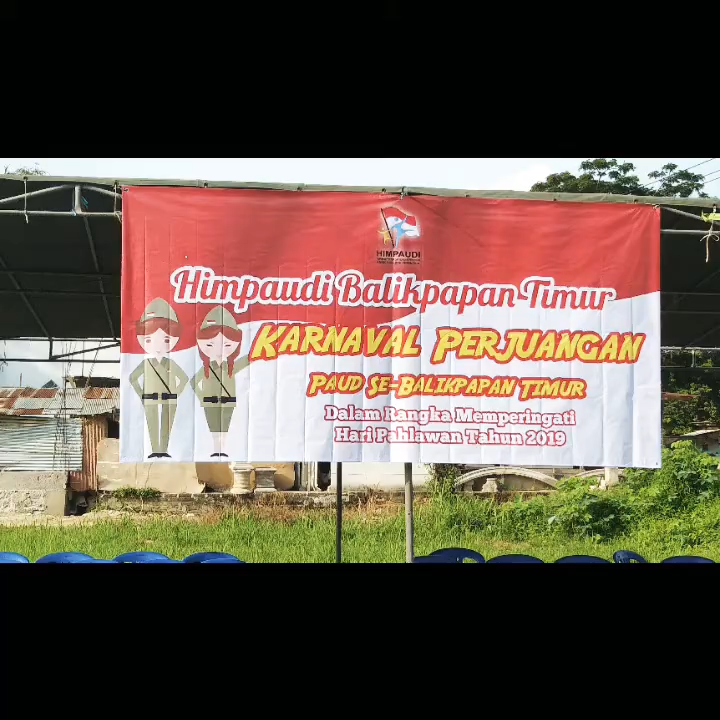 HIMPAUDI
Himpaudi Balikpapan Timur
KARNAVAL PERJUANGAN
PAUD SE-BALIKPAPAN TIMUR
Dalam Rangka Memperingati
Hari Pahlawan Tahun 2019